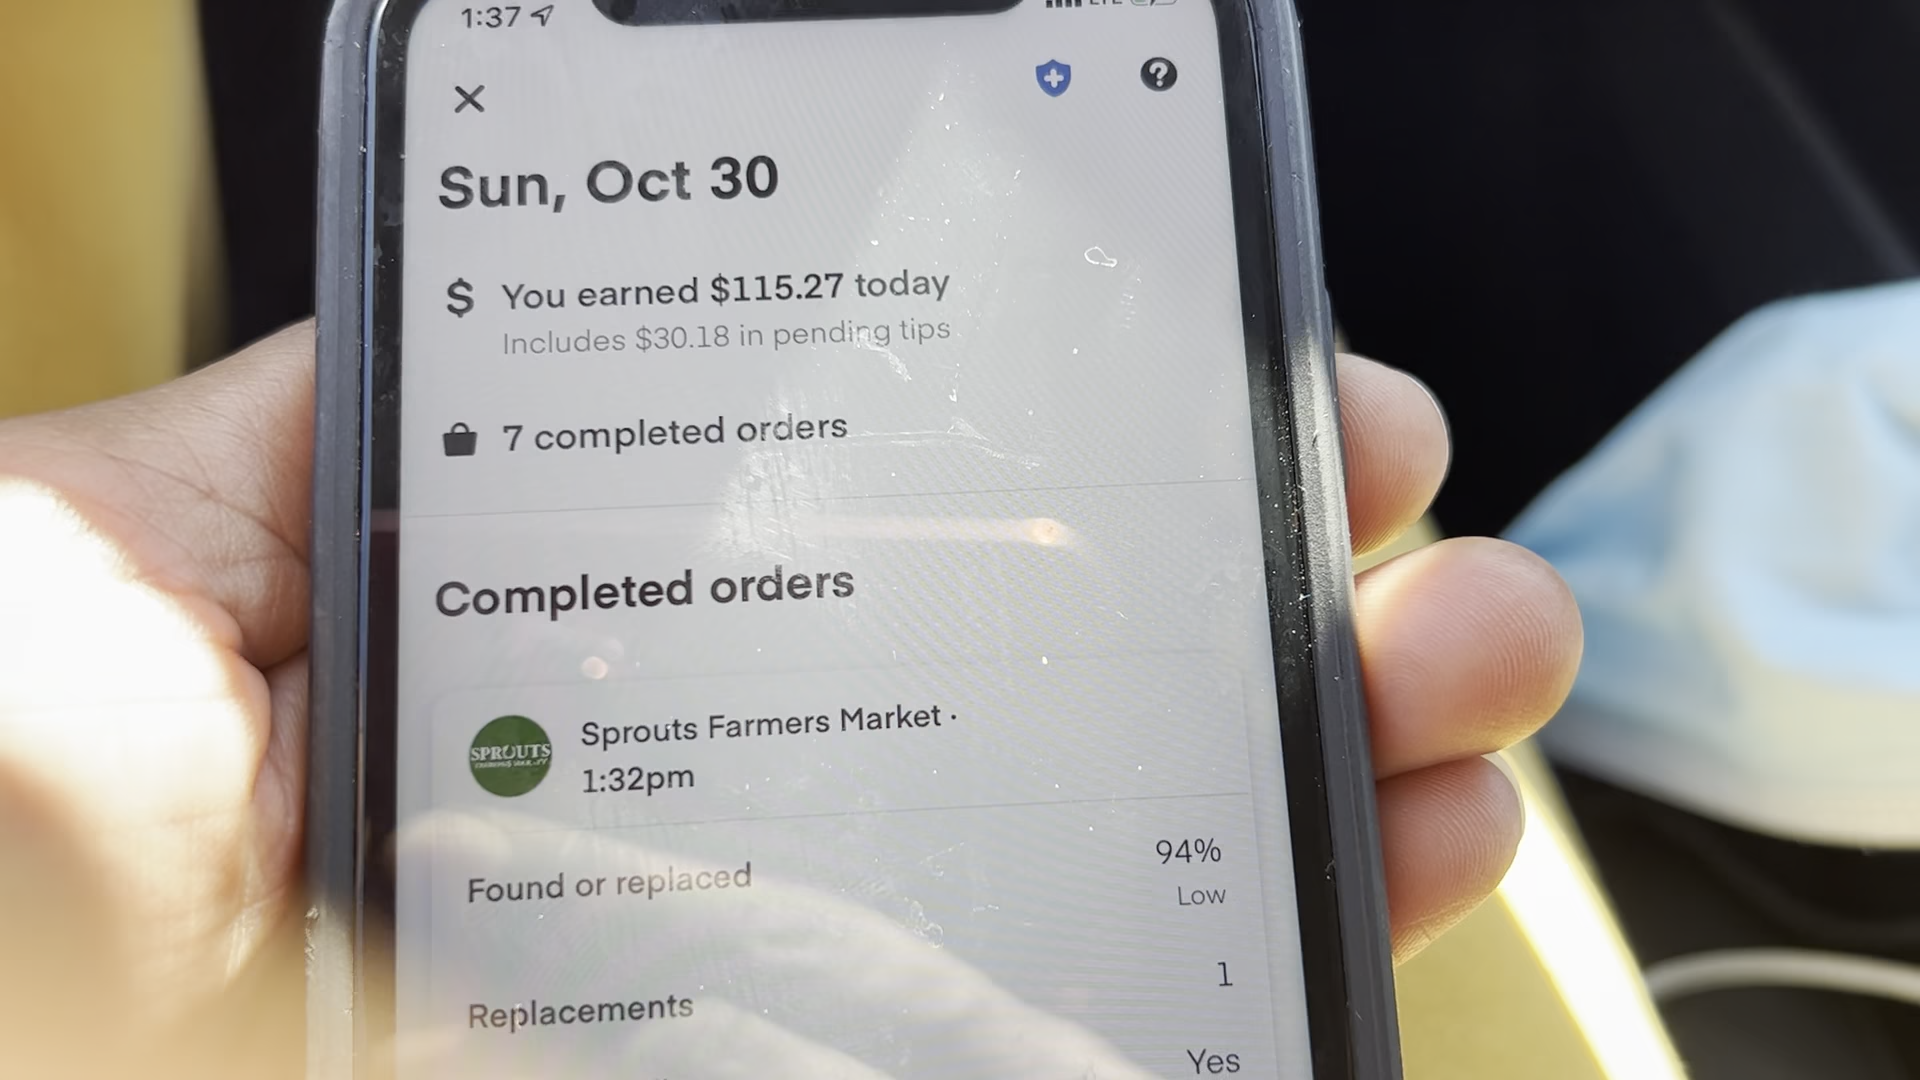 1:37
Sun, Oct 30
$ You earned $115.27 today
Includes $30.18 in pending tips
7 completed orders
Completed orders
SPROUTS
Sprouts Farmers Market ·
1:32pm
Found or replaced 94%
Low
Replacements 1
Yes